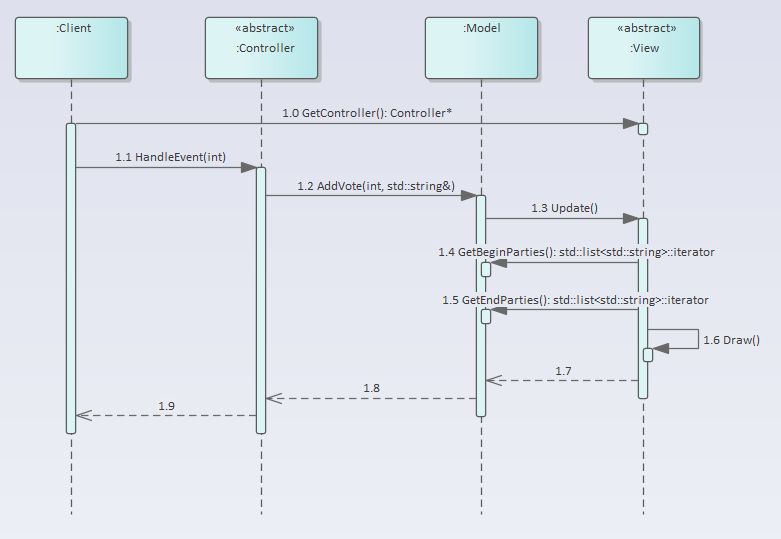 :Client
«abstract»
:Controller
:Model
«abstract»
:View
1.0 GetController(): Controller*
1.1 HandleEvent(int)
1.2 AddVote(int, std::string&)
1.3 Update()
1.4 GetBeginParties(): std::list<std::string>::iterator
1.5 GetEndParties(): std::list<std::string>::iterator
1.6 Draw()
1.7
1.8
1.9